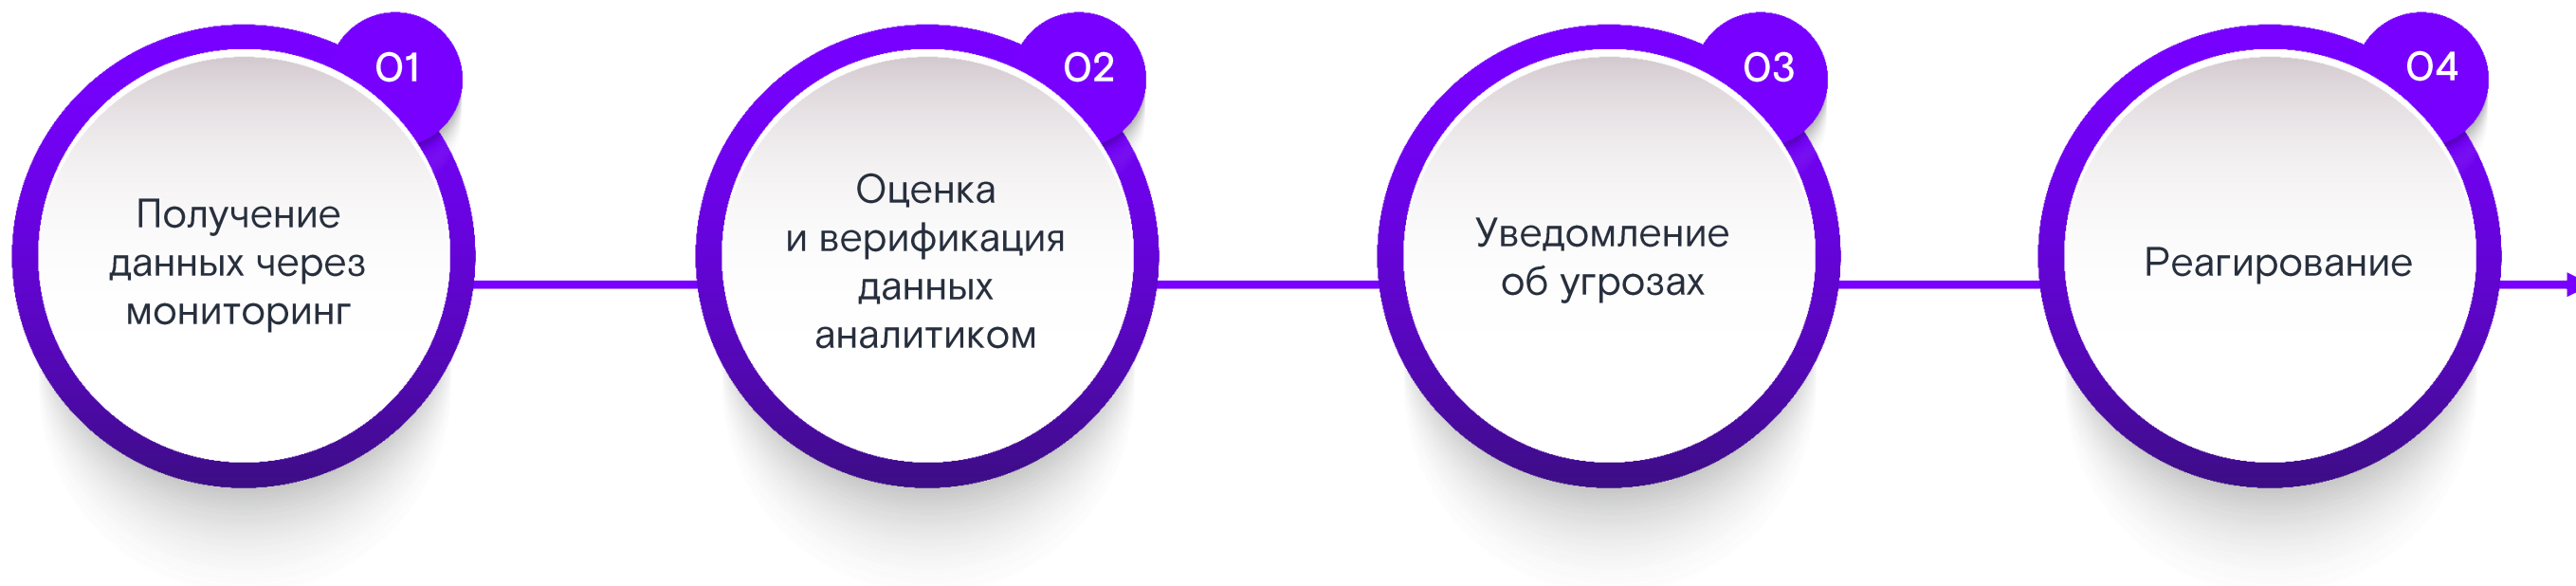 01
Получение
данных через
мониторинг
02
Оценка
и верификация
данных
аналитиком
03
Уведомление
об угрозах
04
Реагирование